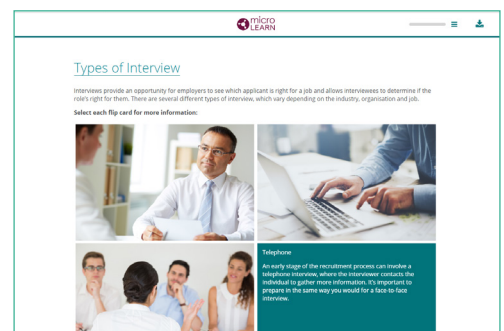 micro
LEARN
Types of Interview
Interviews provide an opportunity for employers to see which applicant is right for a job and allows interviewees to determine if the
role's right for them. There are several different types of interview, which vary depending on the industry, organisation and job.
Select each flip card for more information:
Telephone
An early stage of the recruitment process can involve a
telephone interview, where the interviewer contacts the
individual to gather more information. It's important to
prepare in the same way you would for a face-to-face
interview.